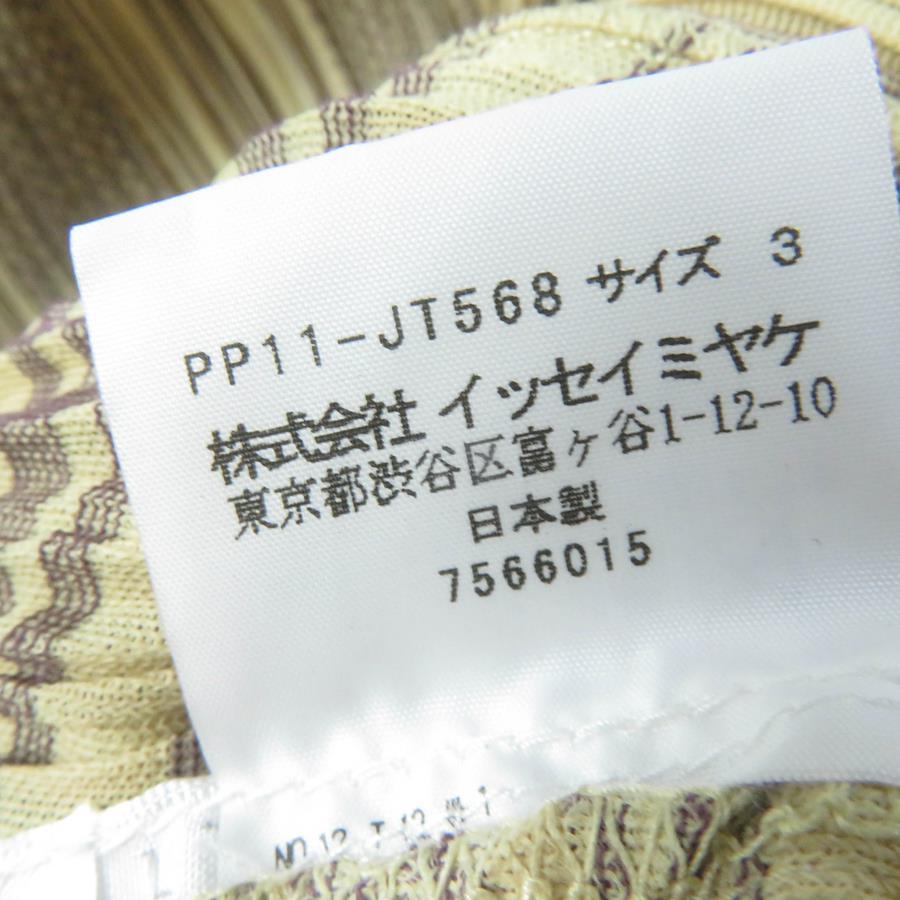 PP11-JT568 サイズ 3
株式会社 イッセイミヤケ
東京都渋谷区富ヶ谷1-12-10
日本製
7566015